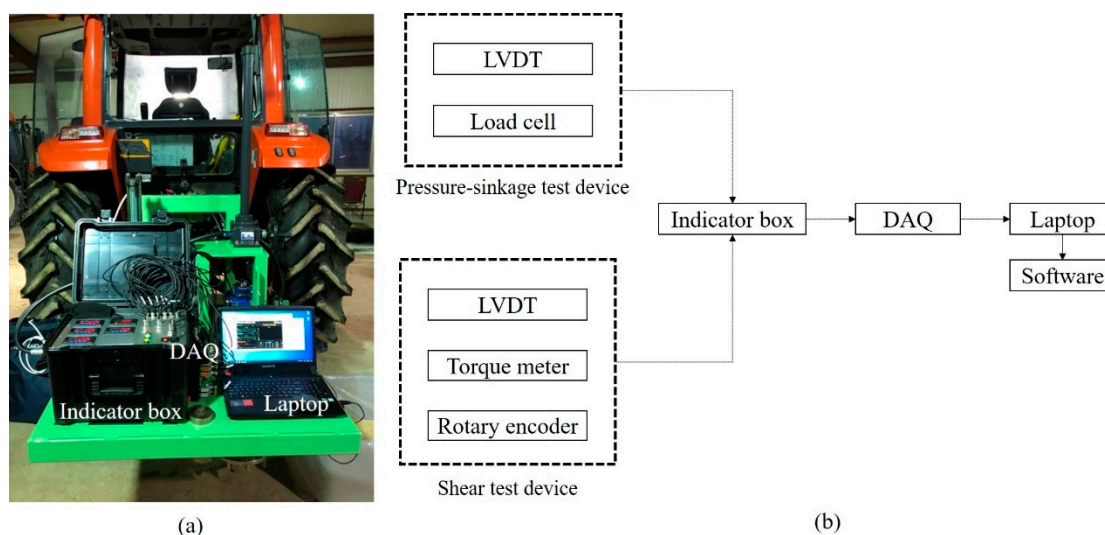 DAQ
Indicator box
Laptop
(a)
LVDT
Load cell
Pressure-sinkage test device
LVDT
Torque meter
Rotary encoder
Shear test device
Indicator box
DAQ
Laptop
Software
(b)